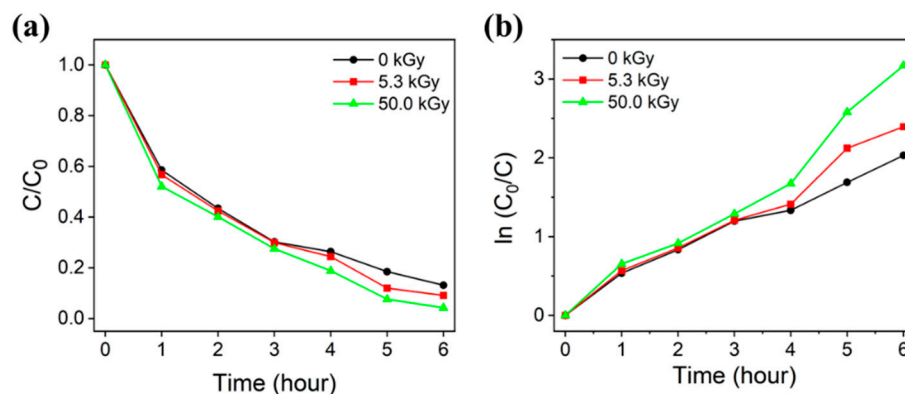 (a)
0 kGy
5.3 kGy
50.0 kGy
1.0
0.8
0.6
0.4
0.2
0.0
C/C₀
0 1 2 3 4 5 6
Time (hour)
(b)
0 kGy
5.3 kGy
50.0 kGy
3
2
1
0
ln (C₀/C)
0 1 2 3 4 5 6
Time (hour)